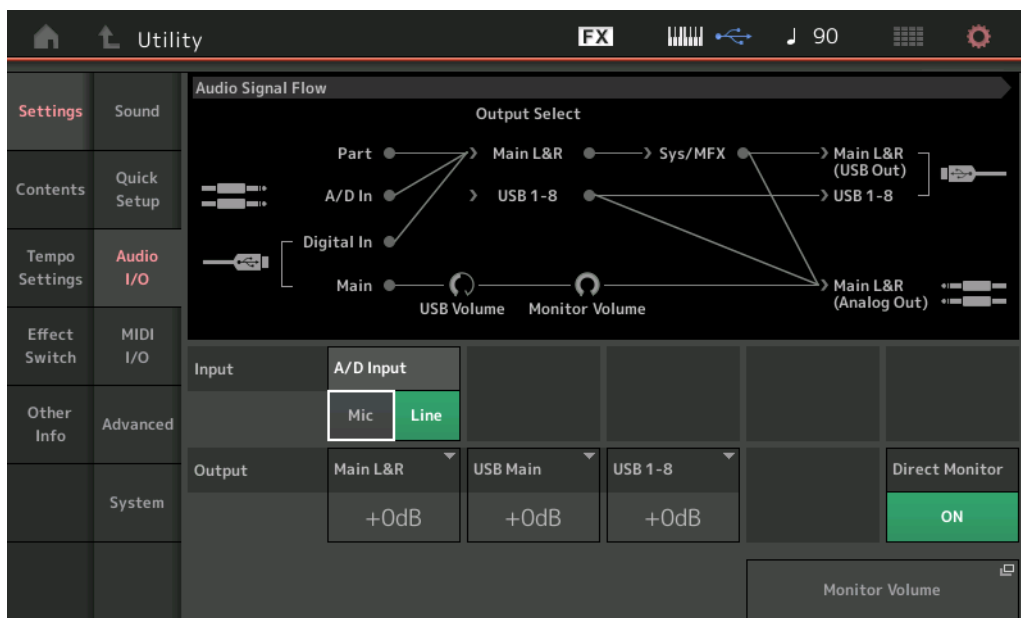 Utility
FX
90
Settings
Sound
Contents
Quick
Setup
Tempo
Settings
Audio
I/O
Effect
Switch
MIDI
I/O
Other
Info
Advanced
System
Audio Signal Flow
Output Select
Part
Main L&R
Sys/MFX
Main L&R
(USB Out)
A/D In
USB 1-8
USB 1-8
Digital In
Main
USB Volume
Monitor Volume
Main L&R
(Analog Out)
Input
A/D Input
Mic
Line
Output
Main L&R
USB Main
USB 1-8
Direct Monitor
+0dB
+0dB
+0dB
ON
Monitor Volume